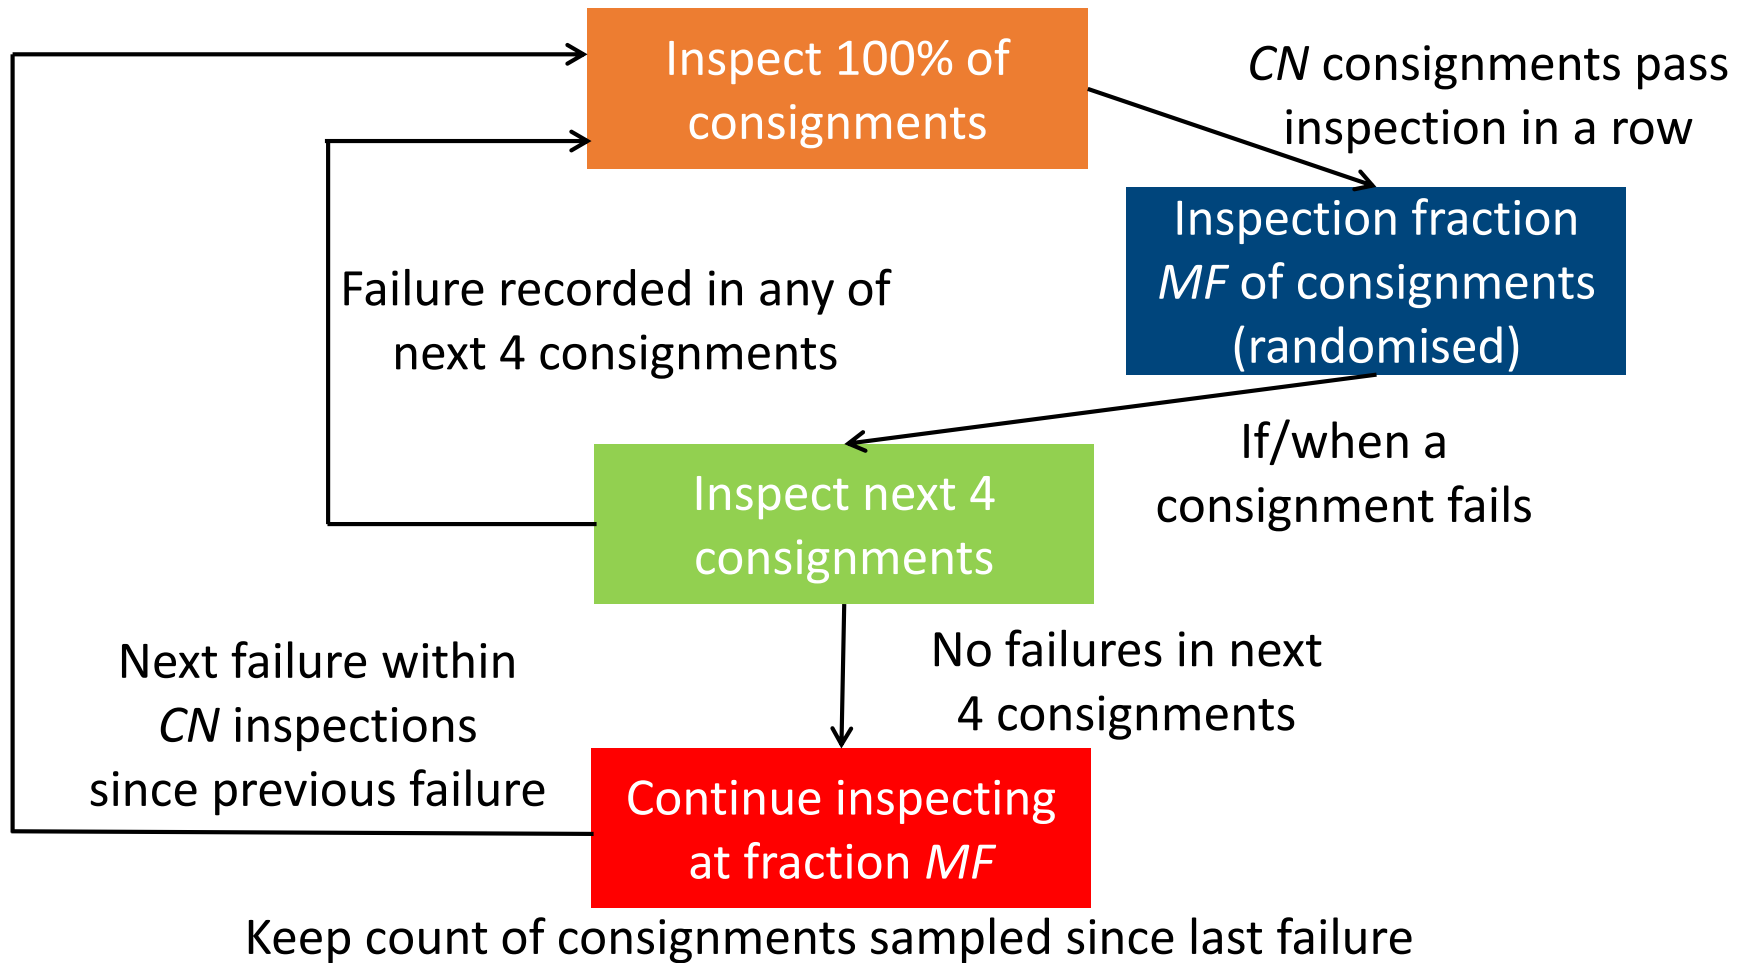 Inspect 100% of
consignments
CN consignments pass
inspection in a row
Inspection fraction
MF of consignments
(randomised)
Failure recorded in any of
next 4 consignments
If/when a
consignment fails
Inspect next 4
consignments
No failures in next
4 consignments
Next failure within
CN inspections
since previous failure
Continue inspecting
at fraction MF
Keep count of consignments sampled since last failure